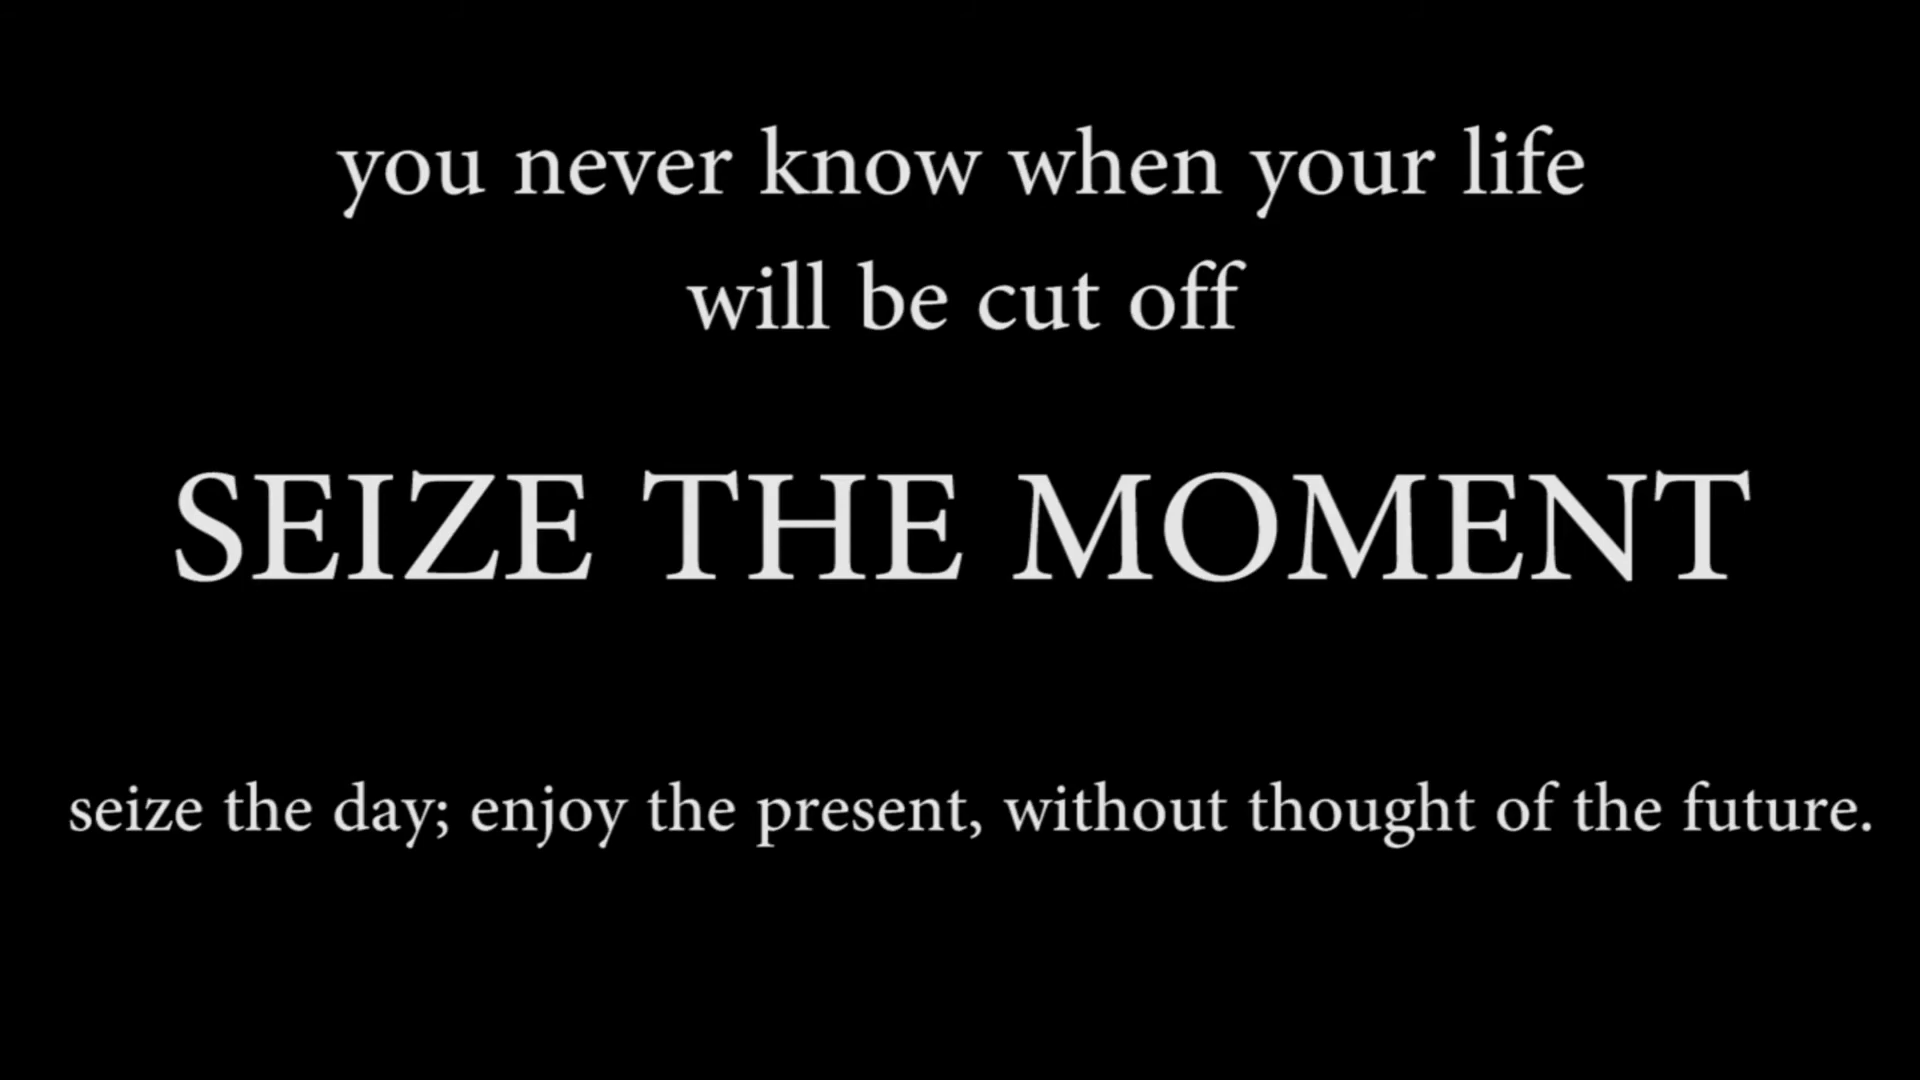 you never know when your life
will be cut off
SEIZE THE MOMENT
seize the day; enjoy the present, without thought of the future.